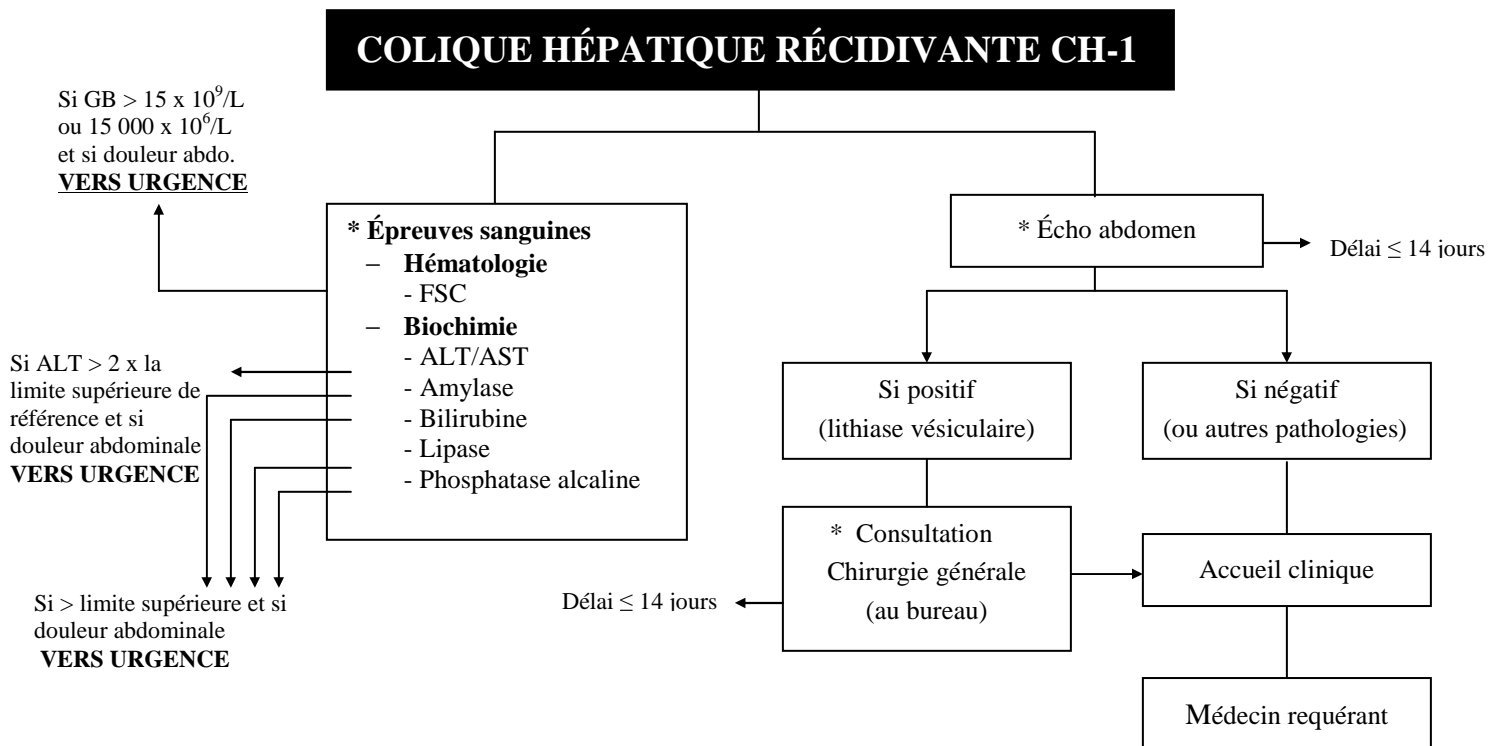 COLIQUE HÉPATIQUE RÉCIDIVANTE CH-1
Si GB > 15 x 10⁹/L
ou 15 000 x 10⁶/L
et si douleur abdo.
VERS URGENCE
* Épreuves sanguines
– Hématologie
- FSC
– Biochimie
- ALT/AST
- Amylase
- Bilirubine
- Lipase
- Phosphatase alcaline
Si ALT > 2 x la
limite supérieure de
référence et si
douleur abdominale
VERS URGENCE
Si > limite supérieure et si
douleur abdominale
VERS URGENCE
* Écho abdomen
Délai ≤ 14 jours
Si positif
(lithiase vésiculaire)
Si négatif
(ou autres pathologies)
* Consultation
Chirurgie générale
(au bureau)
Délai ≤ 14 jours
Accueil clinique
Médecin requérant